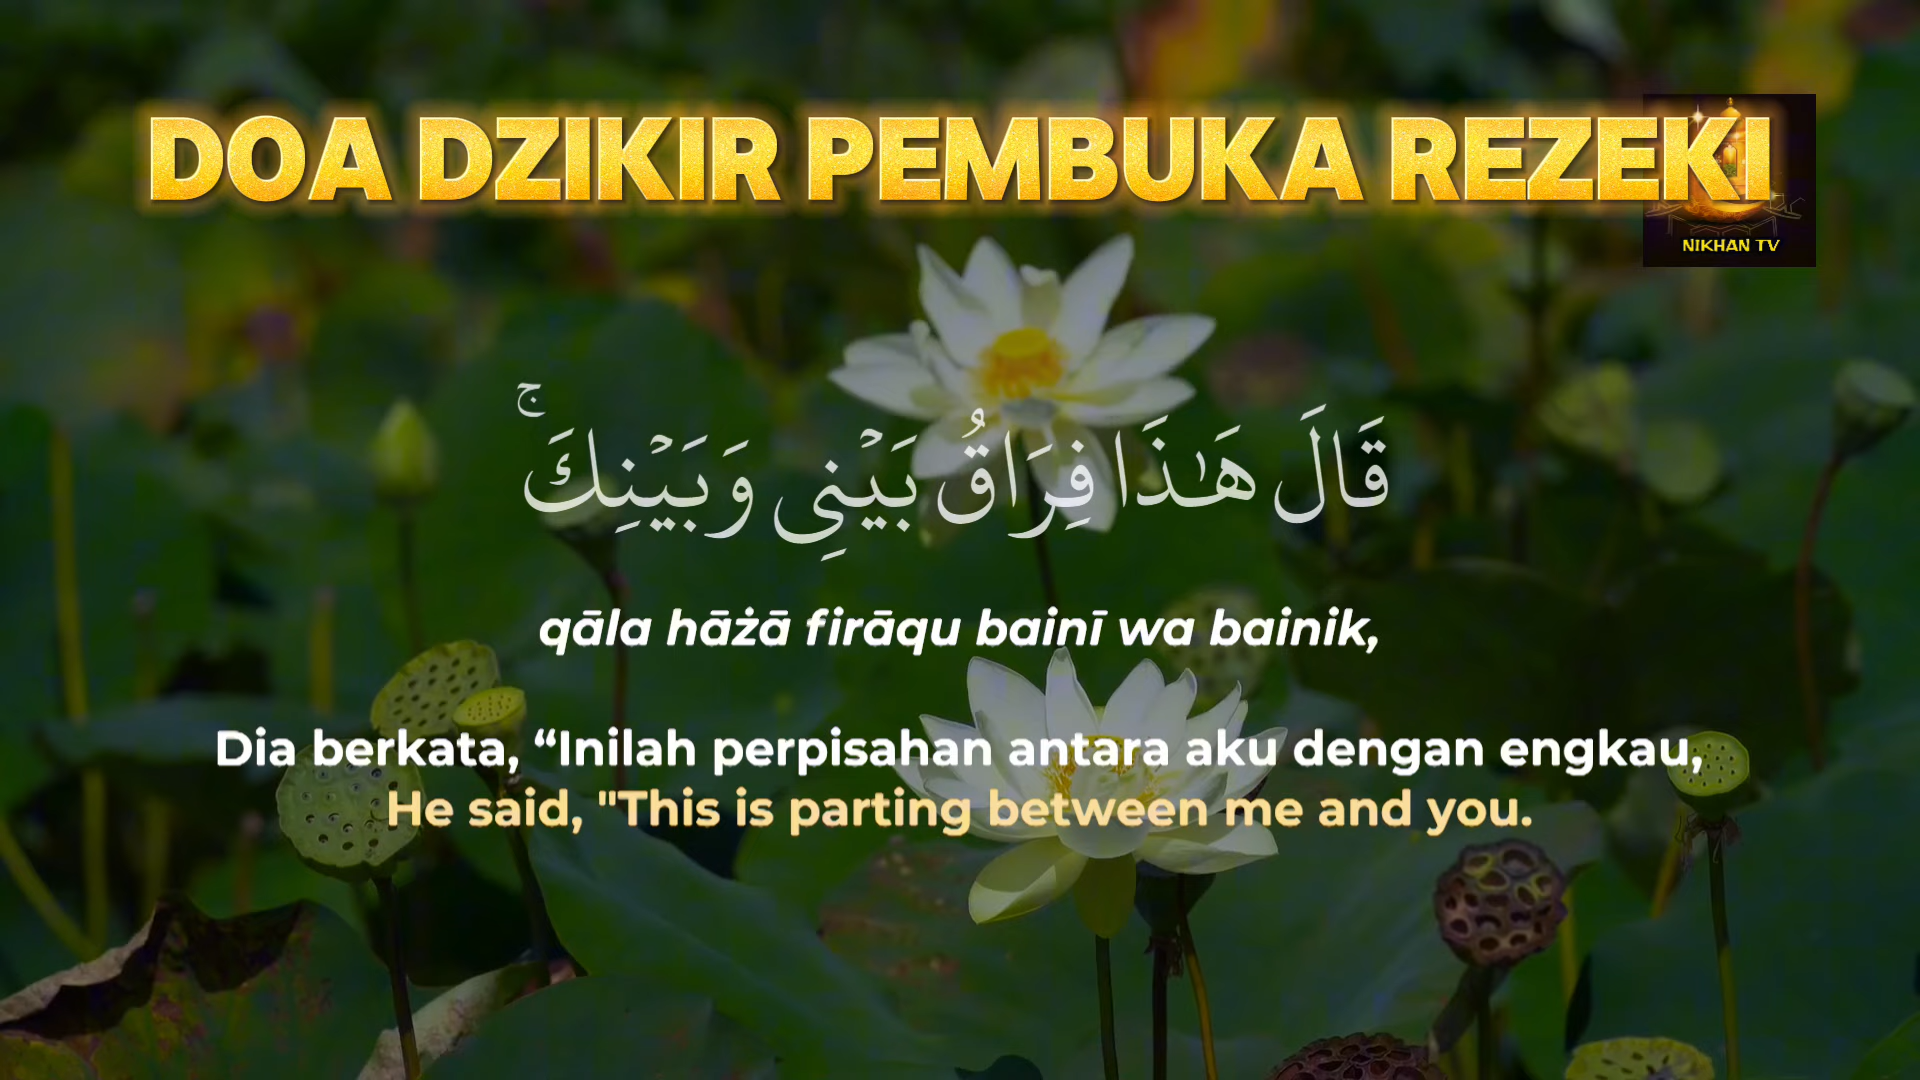 DOA DZIKIR PEMBUKA REZEKI
NIKHAN TV
قَالَ هَـٰذَا فِرَاقُ بَيْنِى وَبَيْنِكَ ۚ
qāla hāżā firāqu bainī wa bainik,
Dia berkata, “Inilah perpisahan antara aku dengan engkau,
He said, "This is parting between me and you.